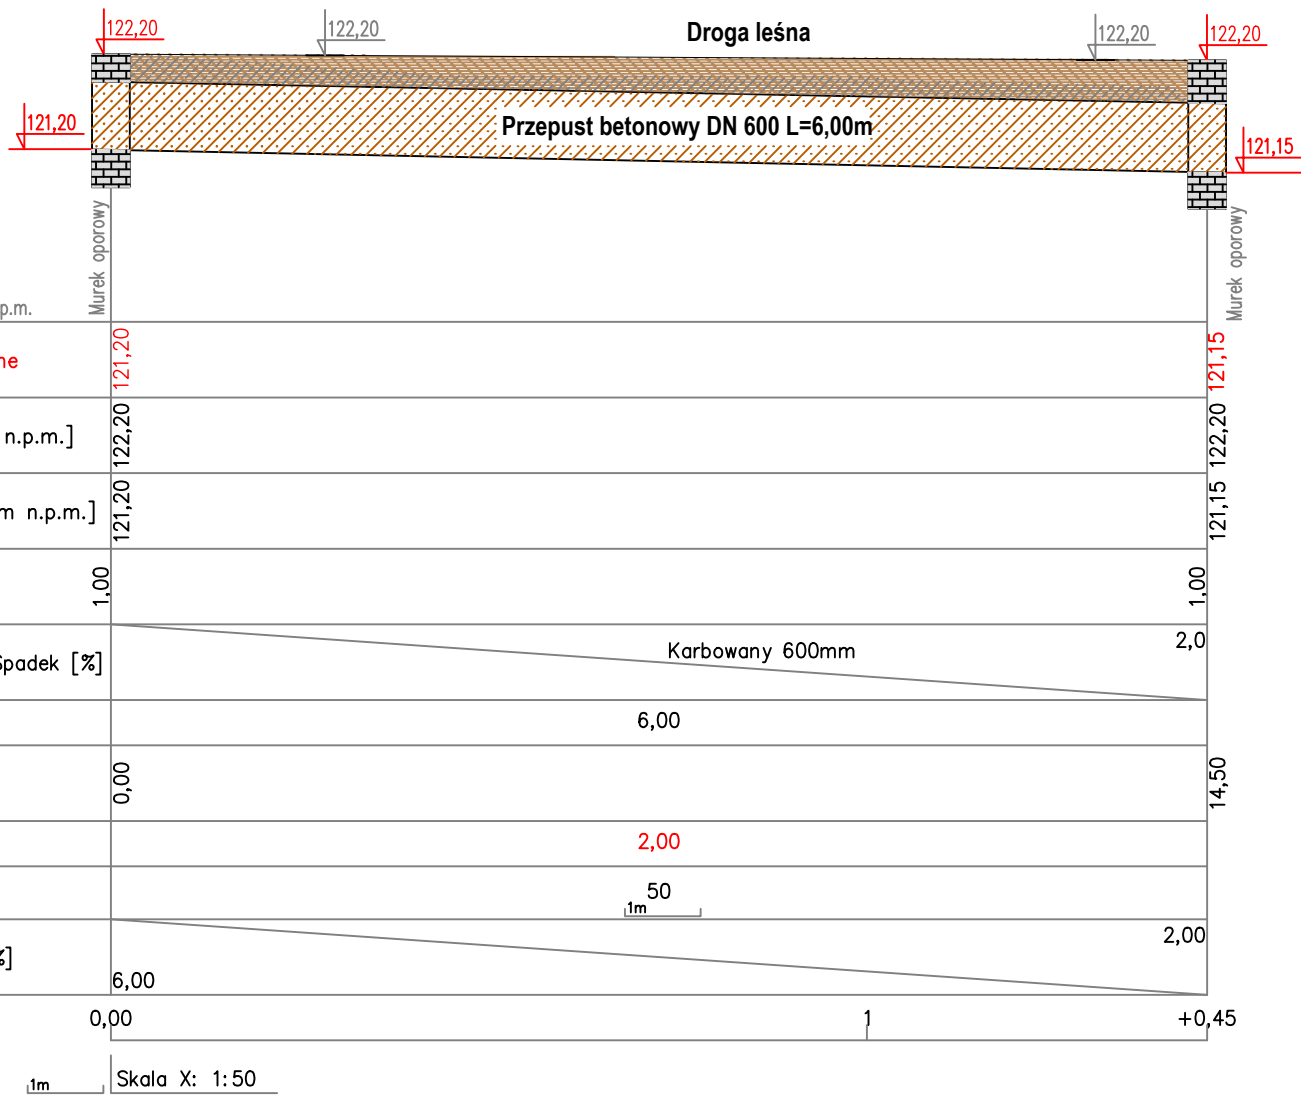 122,20
122,20
Droga leśna
122,20
122,20
121,20
Przepust betonowy DN 600 L=6,00m
121,15
Murek oporowy
Murek oporowy
p.m.
ne
121,20
121,15
n.p.m.]
122,20
122,20
m n.p.m.]
121,20
121,15
1,00
1,00
Spadek [%]
Karbowany 600mm
2,0
6,00
0,00
14,50
2,00
50
1m
2,00
%]
6,00
0,00
1
+0,45
1m
Skala X: 1:50